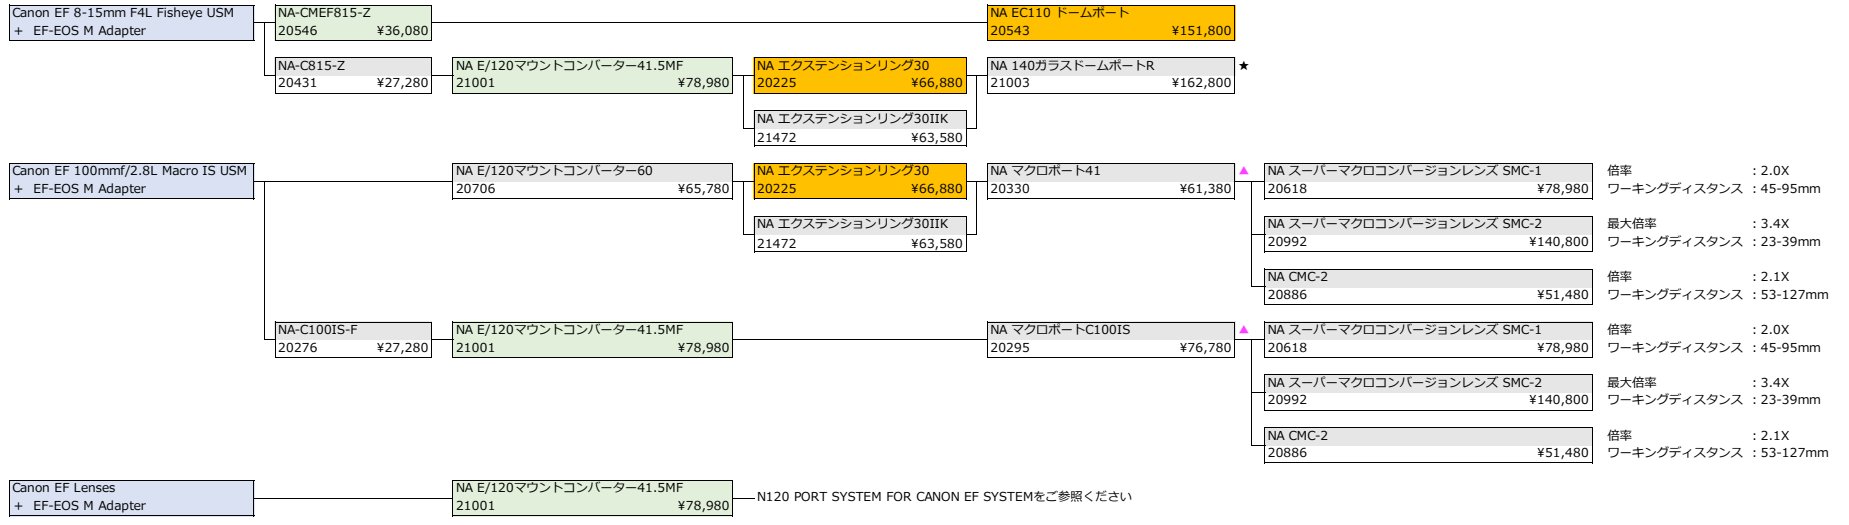 Canon EF 8-15mm F4L Fisheye USM
+ EF-EOS M Adapter
NA-CMEF815-Z
20546 ¥36,080
NA EC110 ドームポート
20543 ¥151,800
NA-C815-Z
20431 ¥27,280
NA E/120マウントコンバーター41.5MF
21001 ¥78,980
NA エクステンションリング30
20225 ¥66,880
NA 140ガラスドームポートR
21003 ¥162,800
★
NA エクステンションリング30IIK
21472 ¥63,580
Canon EF 100mmf/2.8L Macro IS USM
+ EF-EOS M Adapter
NA E/120マウントコンバーター60
20706 ¥65,780
NA エクステンションリング30
20225 ¥66,880
NA マクロポート41
20330 ¥61,380
▲
NA スーパーマクロコンバージョンレンズ SMC-1
20618 ¥78,980
倍率 : 2.0X
ワーキングディスタンス : 45-95mm
NA エクステンションリング30IIK
21472 ¥63,580
NA スーパーマクロコンバージョンレンズ SMC-2
20992 ¥140,800
最大倍率 : 3.4X
ワーキングディスタンス : 23-39mm
NA CMC-2
20886 ¥51,480
倍率 : 2.1X
ワーキングディスタンス : 53-127mm
NA-C100IS-F
20276 ¥27,280
NA E/120マウントコンバーター41.5MF
21001 ¥78,980
NA マクロポートC100IS
20295 ¥76,780
▲
NA スーパーマクロコンバージョンレンズ SMC-1
20618 ¥78,980
倍率 : 2.0X
ワーキングディスタンス : 45-95mm
NA スーパーマクロコンバージョンレンズ SMC-2
20992 ¥140,800
最大倍率 : 3.4X
ワーキングディスタンス : 23-39mm
NA CMC-2
20886 ¥51,480
倍率 : 2.1X
ワーキングディスタンス : 53-127mm
Canon EF Lenses
+ EF-EOS M Adapter
NA E/120マウントコンバーター41.5MF
21001 ¥78,980
N120 PORT SYSTEM FOR CANON EF SYSTEMをご参照ください